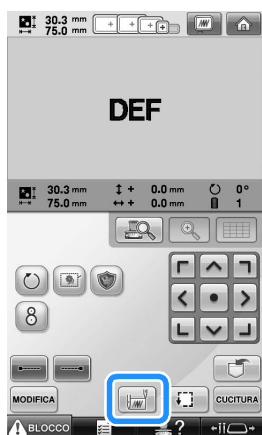 30.3 mm
75.0 mm
DEF
30.3 mm + 0.0 mm 0°
75.0 mm + 0.0 mm 1
8
MODIFICA CUCITURA
BLOCCO ?